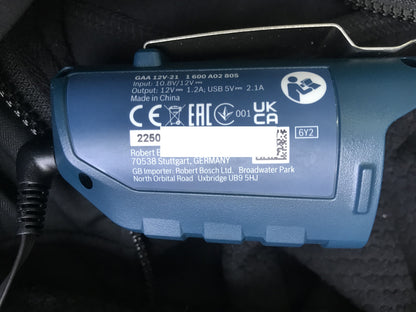 GAA 12V-21 1 600 A02 805
Input: 10.8V/12V⎓
Output: 12V⎓ 1.2A; USB 5V⎓ 2.1A
Made in China
CE EAC 001 UK CA
6Y2
2250
Robert
70538 Stuttgart, GERMANY
GB Importer: Robert Bosch Ltd. Broadwater Park
North Orbital Road Uxbridge UB9 5HJ